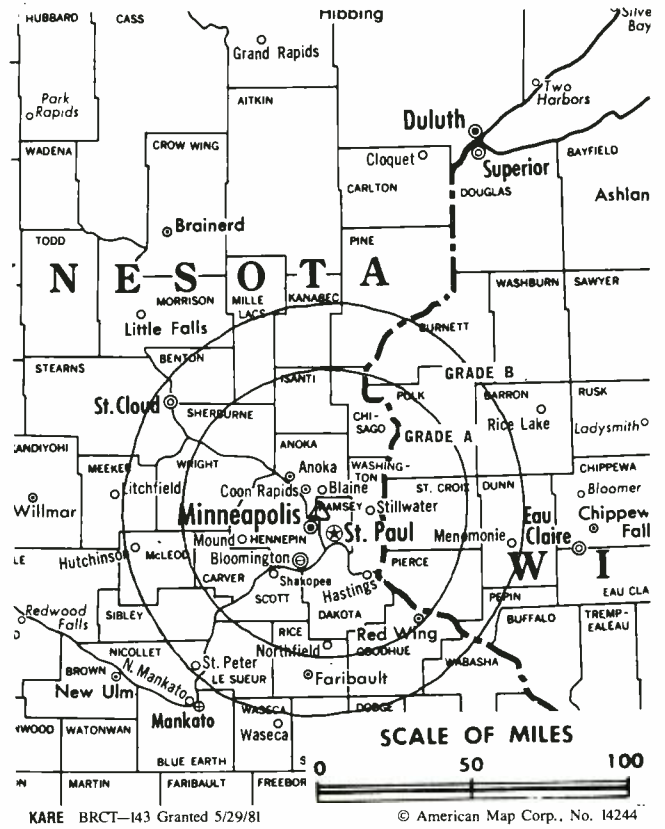 HUBBARD
CASS
Hibbing
Silve
Bay
Grand Rapids
Park
Rapids
AITKIN
Two
Harbors
Duluth
WADENA
CROW WING
Cloquet
Superior
BAYFIELD
CARLTON
DOUGLAS
Ashlan
Brainerd
TODD
PINE
NESOTA
WASHBURN
SAWYER
MORRISON
MILLE
LACS
KANABEC
Little Falls
BURNETT
BENTON
STEARNS
GRADE B
ISANTI
POLK
BARRON
RUSK
St. Cloud
SHERBURNE
CHI-
SAGO
Rice Lake
Ladysmith
GRADE A
ANOKA
KANDIYOHI
MEEKER
WRIGHT
Anoka
WASHING-
TON
CHIPPEWA
Litchfield
Coon Rapids
Blaine
ST. CROIX
DUNN
Bloomer
Willmar
RAMSEY
Stillwater
Minneapolis
Eau
Claire
Chippew
Fall
Mound
HENNEPIN
St. Paul
Menomonie
Hutchinson
McLEOD
Bloomington
PIERCE
W I
LE
CARVER
Shakopee
Hastings
SCOTT
EAU CLA
PEPIN
Redwood
Falls
SIBLEY
DAKOTA
BUFFALO
TREMP-
EALEAU
RICE
Red Wing
NICOLLET
Northfield
GOODHUE
BROWN
N. Mankato
St. Peter
WABASHA
New Ulm
LE SUEUR
Faribault
Mankato
WASECA
DODGE
WOOD
WATONWAN
Waseca
SCALE OF MILES
BLUE EARTH
S
0
50
100
N
MARTIN
FARIBAULT
FREEBOR
KARE BRCT—143 Granted 5/29/81
© American Map Corp., No. 14244